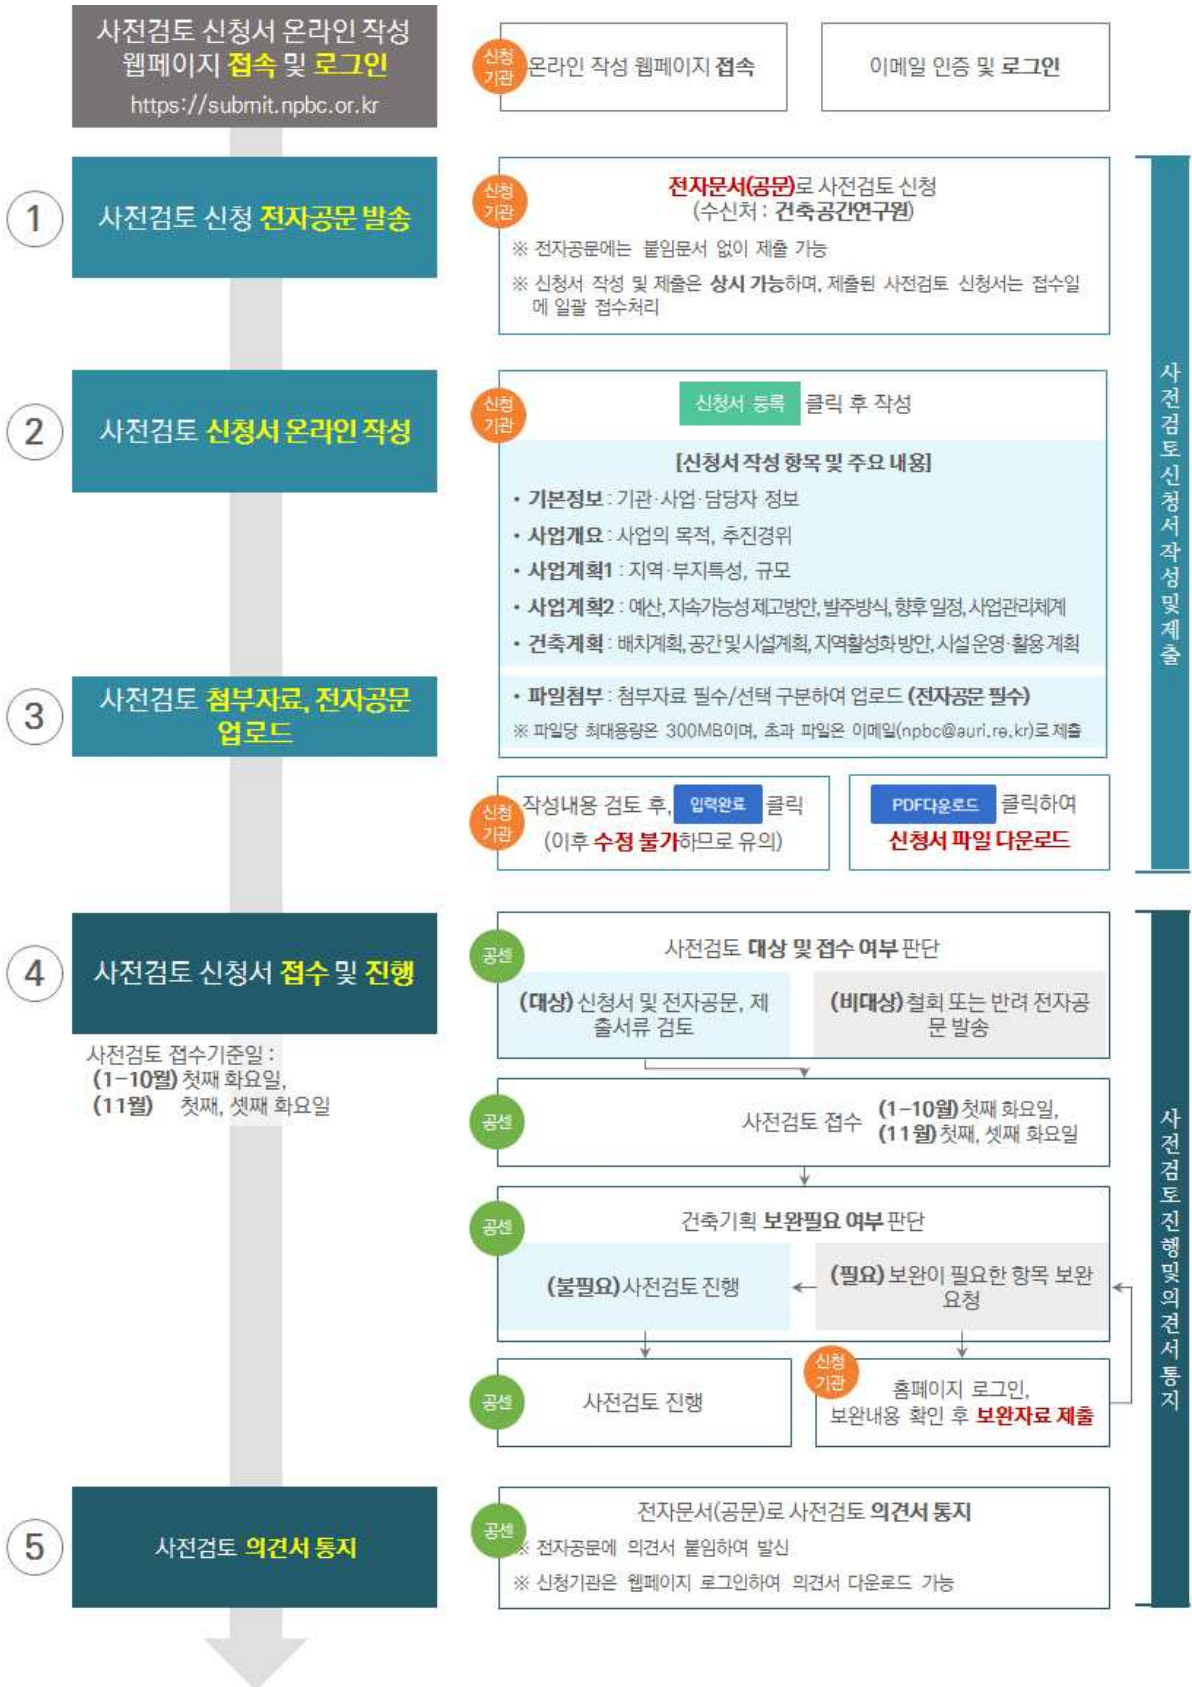 사전검토 신청서 온라인 작성
웹페이지 접속 및 로그인
https://submit.npbc.or.kr
신청
기관
온라인 작성 웹페이지 접속
이메일 인증 및 로그인
1
사전검토 신청 전자공문 발송
신청
기관
전자문서(공문)로 사전검토 신청
(수신처 : 건축공간연구원)
※ 전자공문에는 붙임문서 없이 제출 가능
※ 신청서 작성 및 제출은 상시 가능하며, 제출된 사전검토 신청서는 접수일
에 일괄 접수처리
2
사전검토 신청서 온라인 작성
신청
기관
신청서 등록 클릭 후 작성
[신청서 작성 항목 및 주요 내용]
• 기본정보 : 기관·사업·담당자 정보
• 사업개요 : 사업의 목적, 추진경위
• 사업계획1 : 지역·부지특성, 규모
• 사업계획2 : 예산, 지속가능성 제고방안, 발주방식, 향후 일정, 사업관리체계
• 건축계획 : 배치계획, 공간 및 시설계획, 지역활성화 방안, 시설 운영·활용 계획
3
사전검토 첨부자료, 전자공문
업로드
• 파일첨부 : 첨부자료 필수/선택 구분하여 업로드 (전자공문 필수)
※ 파일당 최대용량은 300MB이며, 초과 파일은 이메일(npbc@auri.re.kr)로 제출
신청
기관
작성내용 검토 후, 입력완료 클릭
(이후 수정 불가하므로 유의)
PDF다운로드 클릭하여
신청서 파일 다운로드
사전검토 신청서 작성 및 제출
4
사전검토 신청서 접수 및 진행
사전검토 접수기준일 :
(1-10월) 첫째 화요일,
(11월) 첫째, 셋째 화요일
공센
사전검토 대상 및 접수 여부 판단
(대상) 신청서 및 전자공문, 제
출서류 검토
(비대상) 철회 또는 반려 전자공
문 발송
공센
사전검토 접수
(1-10월) 첫째 화요일,
(11월) 첫째, 셋째 화요일
공센
건축기획 보완필요 여부 판단
(불필요) 사전검토 진행
(필요) 보완이 필요한 항목 보완
요청
공센
사전검토 진행
신청
기관
홈페이지 로그인,
보완내용 확인 후 보완자료 제출
5
사전검토 의견서 통지
공센
전자문서(공문)로 사전검토 의견서 통지
※ 전자공문에 의견서 붙임하여 발신
※ 신청기관은 웹페이지 로그인하여 의견서 다운로드 가능
사전검토 진행 및 의견서 통지